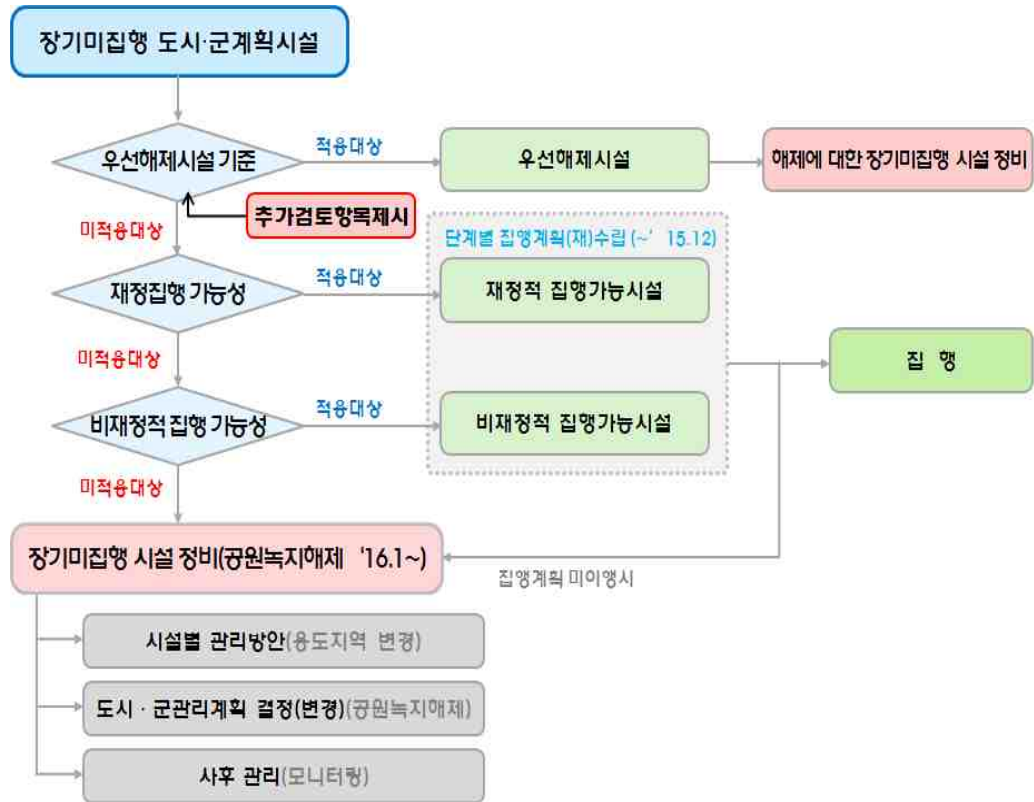 장기미집행 도시·군계획시설
우선해제시설 기준
적용대상
우선해제시설
해제에 대한 장기미집행 시설 정비
추가검토항목제시
미적용대상
단계별 집행계획(재)수립(~’ 15.12)
재정집행 가능성
적용대상
재정적 집행가능시설
미적용대상
집 행
비재정적 집행 가능성
적용대상
비재정적 집행가능시설
미적용대상
장기미집행 시설 정비(공원녹지해제 ‘16.1~)
집행계획 미이행시
시설별 관리방안(용도지역 변경)
도시·군관리계획 결정(변경)(공원녹지해제)
사후 관리(모니터링)